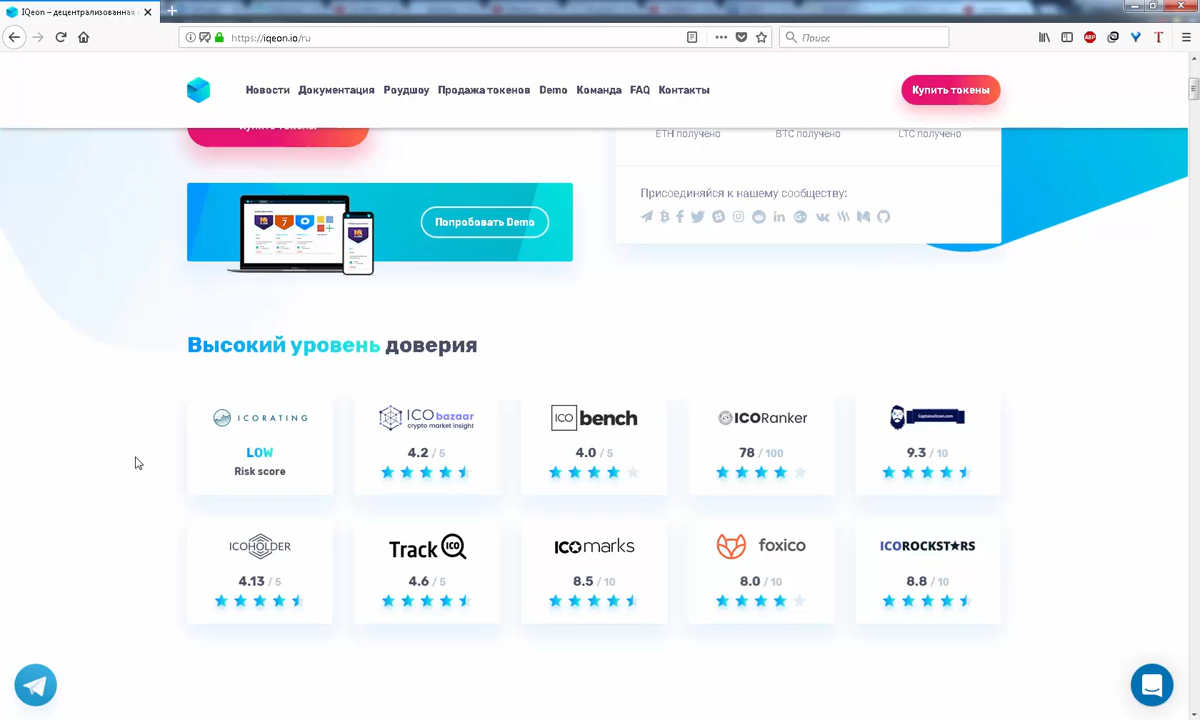 IQeon – децентрализованная
https://iqeon.io/ru
Поиск
Новости Документация Роудшоу Продажа токенов Demo Команда FAQ Контакты
Купить токены
ETH получено BTC получено LTC получено
Попробовать Demo
Присоединяйся к нашему сообществу:
Высокий уровень доверия
ICORATING
LOW
Risk score
ICO bazaar
crypto market insight
4.2 / 5
ICO bench
4.0 / 5
ICORanker
78 / 100
9.3 / 10
ICOHOLDER
4.13 / 5
Track ICO
4.6 / 5
ICOmarks
8.5 / 10
foxico
8.0 / 10
ICOROCKST★RS
8.8 / 10